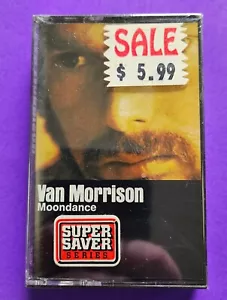 SALE
$ 5.99
Van Morrison
Moondance
SUPER
SAVER
SERIES